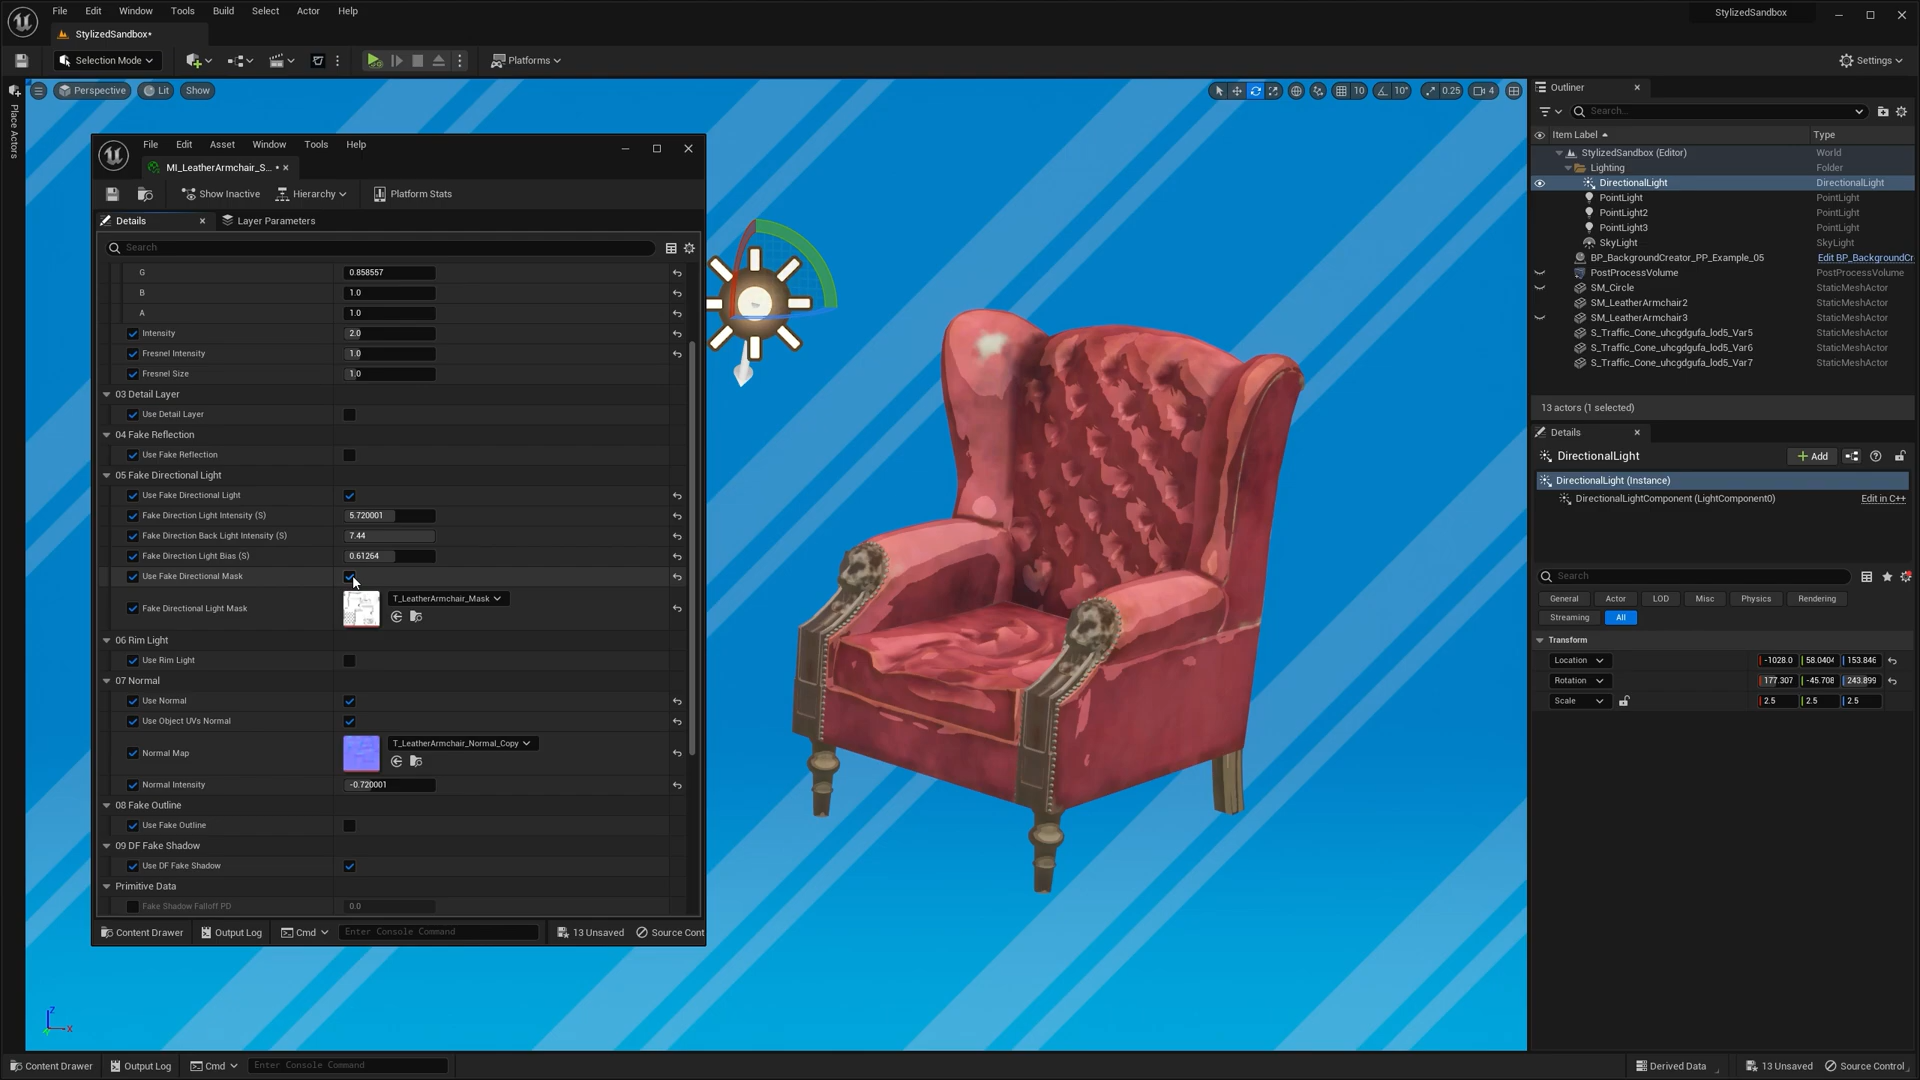 File Edit Window Tools Build Select Actor Help
StylizedSandbox
StylizedSandbox•
Selection Mode
Platforms
Settings
Place Actors
Perspective Lit Show
10 10° 0.25 4
File Edit Asset Window Tools Help
MI_LeatherArmchair_S... •
Show Inactive Hierarchy Platform Stats
Details Layer Parameters
Search
G 0.858557
B 1.0
A 1.0
Intensity 2.0
Fresnel Intensity 1.0
Fresnel Size 1.0
03 Detail Layer
Use Detail Layer
04 Fake Reflection
Use Fake Reflection
05 Fake Directional Light
Use Fake Directional Light
Fake Direction Light Intensity (S) 5.720001
Fake Direction Back Light Intensity (S) 7.44
Fake Direction Light Bias (S) 0.61264
Use Fake Directional Mask
T_LeatherArmchair_Mask
Fake Directional Light Mask
06 Rim Light
Use Rim Light
07 Normal
Use Normal
Use Object UVs Normal
T_LeatherArmchair_Normal_Copy
Normal Map
Normal Intensity -0.720001
08 Fake Outline
Use Fake Outline
09 DF Fake Shadow
Use DF Fake Shadow
Primitive Data
Fake Shadow Falloff PD 0.0
Content Drawer Output Log Cmd Enter Console Command 13 Unsaved Source Cont
Z
X
Outliner
Search...
Item Label Type
StylizedSandbox (Editor) World
Lighting Folder
DirectionalLight DirectionalLight
PointLight PointLight
PointLight2 PointLight
PointLight3 PointLight
SkyLight SkyLight
BP_BackgroundCreator_PP_Example_05 Edit BP_BackgroundCr
PostProcessVolume PostProcessVolume
SM_Circle StaticMeshActor
SM_LeatherArmchair2 StaticMeshActor
SM_LeatherArmchair3 StaticMeshActor
S_Traffic_Cone_uhcgdgufa_lod5_Var5 StaticMeshActor
S_Traffic_Cone_uhcgdgufa_lod5_Var6 StaticMeshActor
S_Traffic_Cone_uhcgdgufa_lod5_Var7 StaticMeshActor
13 actors (1 selected)
Details
DirectionalLight + Add
DirectionalLight (Instance)
DirectionalLightComponent (LightComponent0) Edit in C++
Search
General Actor LOD Misc Physics Rendering
Streaming All
Transform
Location -1028.0 58.0404 153.846
Rotation 177.307 -45.708 243.899
Scale 2.5 2.5 2.5
Content Drawer Output Log Cmd Enter Console Command Derived Data 13 Unsaved Source Control